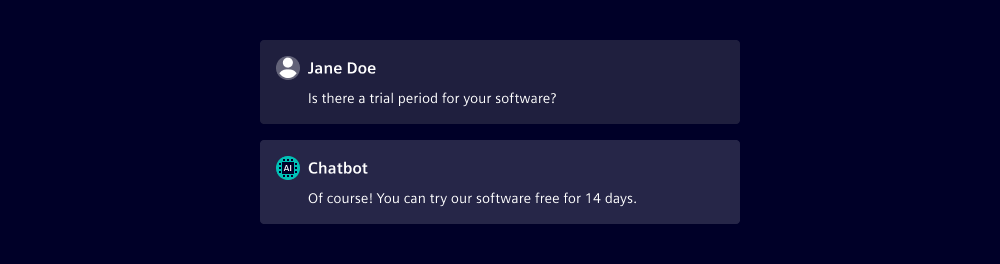 Jane Doe
Is there a trial period for your software?
AI
Chatbot
Of course! You can try our software free for 14 days.